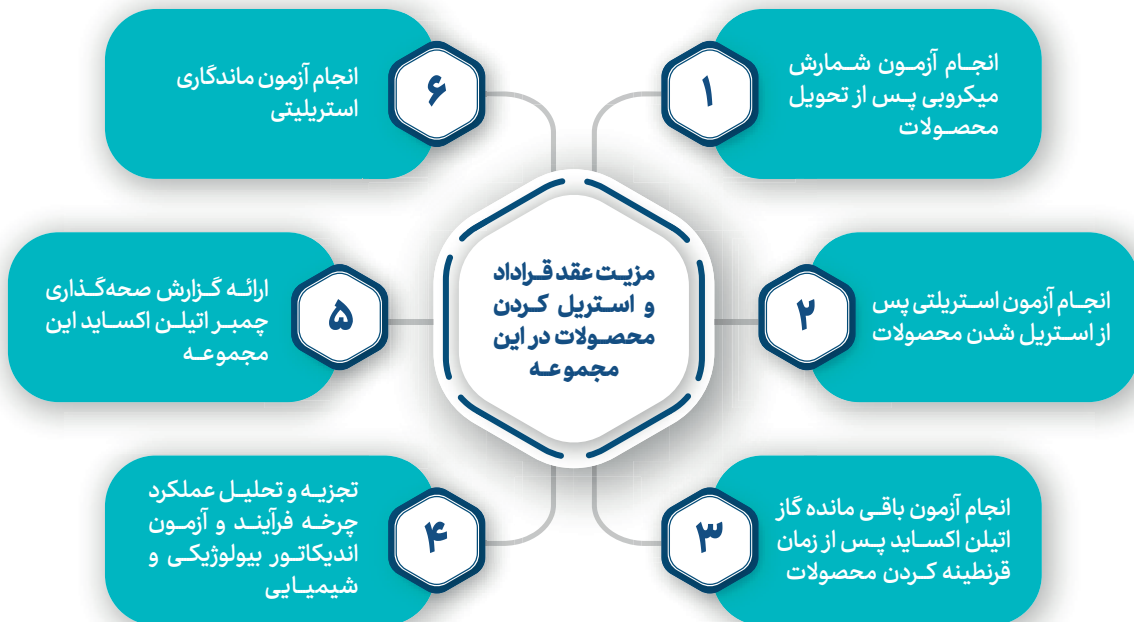 مزیت عقد قراداد
و استریل کردن
محصولات در این
مجموعه
۱
انجام آزمون شمارش
میکروبی پس از تحویل
محصولات
۲
انجام آزمون استریلتی پس
از استریل شدن محصولات
۳
انجام آزمون باقی مانده گاز
اتیلن اکساید پس از زمان
قرنطینه کردن محصولات
۴
تجزیه و تحلیل عملکرد
چرخه فرآیند و آزمون
اندیکاتور بیولوژیکی و
شیمیایی
۵
ارائه گزارش صحه‌گذاری
چمبر اتیلن اکساید این
مجموعه
۶
انجام آزمون ماندگاری
استریلیتی